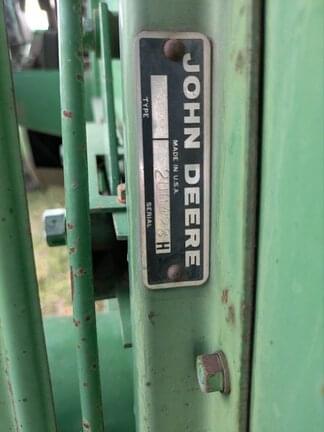 JOHN DEERE
MADE IN U.S.A.
H
TYPE SERIAL